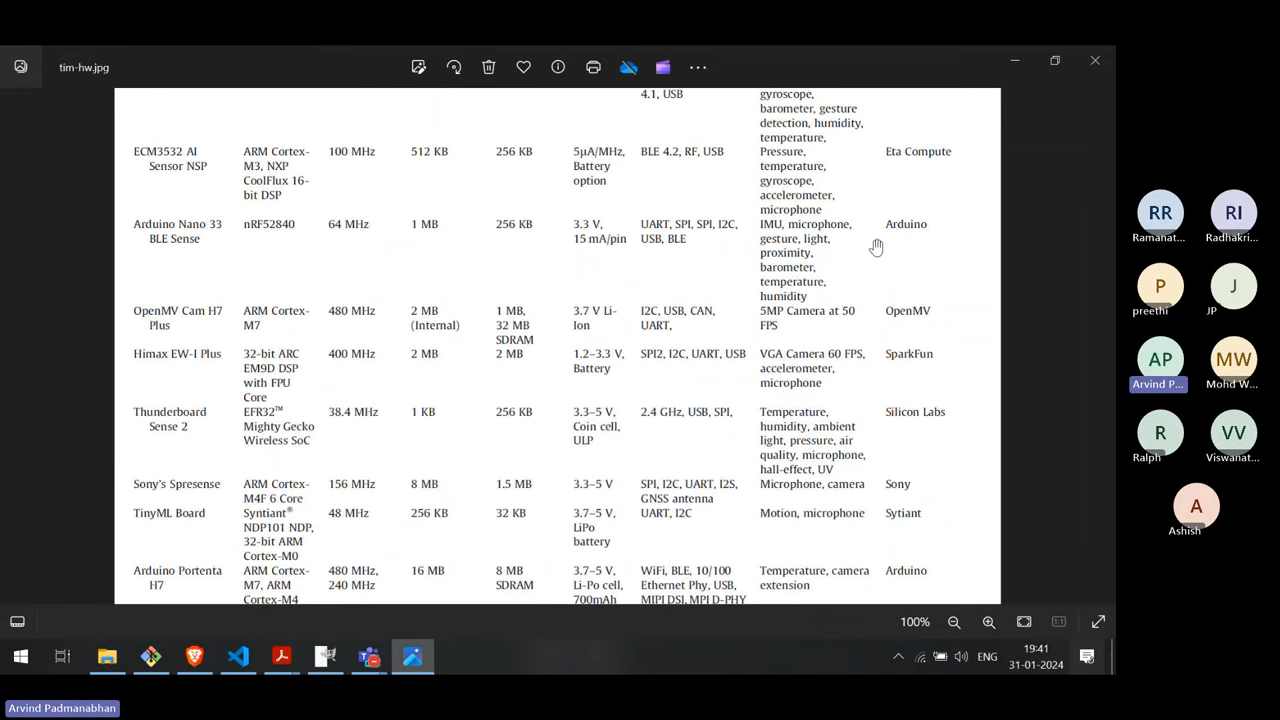 tim-hw.jpg
4.1, USB
gyroscope,
barometer, gesture
detection, humidity,
temperature,
ECM3532 AI
Sensor NSP
ARM Cortex-
M3, NXP
CoolFlux 16-
bit DSP
100 MHz
512 KB
256 KB
5μA/MHz,
Battery
option
BLE 4.2, RF, USB
Pressure,
temperature,
gyroscope,
accelerometer,
microphone
Eta Compute
Arduino Nano 33
BLE Sense
nRF52840
64 MHz
1 MB
256 KB
3.3 V,
15 mA/pin
UART, SPI, SPI, I2C,
USB, BLE
IMU, microphone,
gesture, light,
proximity,
barometer,
temperature,
humidity
Arduino
OpenMV Cam H7
Plus
ARM Cortex-
M7
480 MHz
2 MB
(Internal)
1 MB,
32 MB
SDRAM
3.7 V Li-
Ion
I2C, USB, CAN,
UART,
5MP Camera at 50
FPS
OpenMV
Himax EW-I Plus
32-bit ARC
EM9D DSP
with FPU
Core
400 MHz
2 MB
2 MB
1.2–3.3 V,
Battery
SPI2, I2C, UART, USB
VGA Camera 60 FPS,
accelerometer,
microphone
SparkFun
Thunderboard
Sense 2
EFR32™
Mighty Gecko
Wireless SoC
38.4 MHz
1 KB
256 KB
3.3–5 V,
Coin cell,
ULP
2.4 GHz, USB, SPI,
Temperature,
humidity, ambient
light, pressure, air
quality, microphone,
hall-effect, UV
Silicon Labs
Sony's Spresense
ARM Cortex-
M4F 6 Core
156 MHz
8 MB
1.5 MB
3.3–5 V
SPI, I2C, UART, I2S,
GNSS antenna
Microphone, camera
Sony
TinyML Board
Syntiant®
NDP101 NDP,
32-bit ARM
Cortex-M0
48 MHz
256 KB
32 KB
3.7–5 V,
LiPo
battery
UART, I2C
Motion, microphone
Sytiant
Arduino Portenta
H7
ARM Cortex-
M7, ARM
Cortex-M4
480 MHz,
240 MHz
16 MB
8 MB
SDRAM
3.7–5 V,
Li-Po cell,
700mAh
WiFi, BLE, 10/100
Ethernet Phy, USB,
MIPI DSI, MPI D-PHY
Temperature, camera
extension
Arduino
100%
1:1
ENG
19:41
31-01-2024
RR
Ramanat...
RI
Radhakri...
P
preethi
J
JP
AP
Arvind P...
MW
Mohd W...
R
Ralph
VV
Viswanat...
A
Ashish
Arvind Padmanabhan